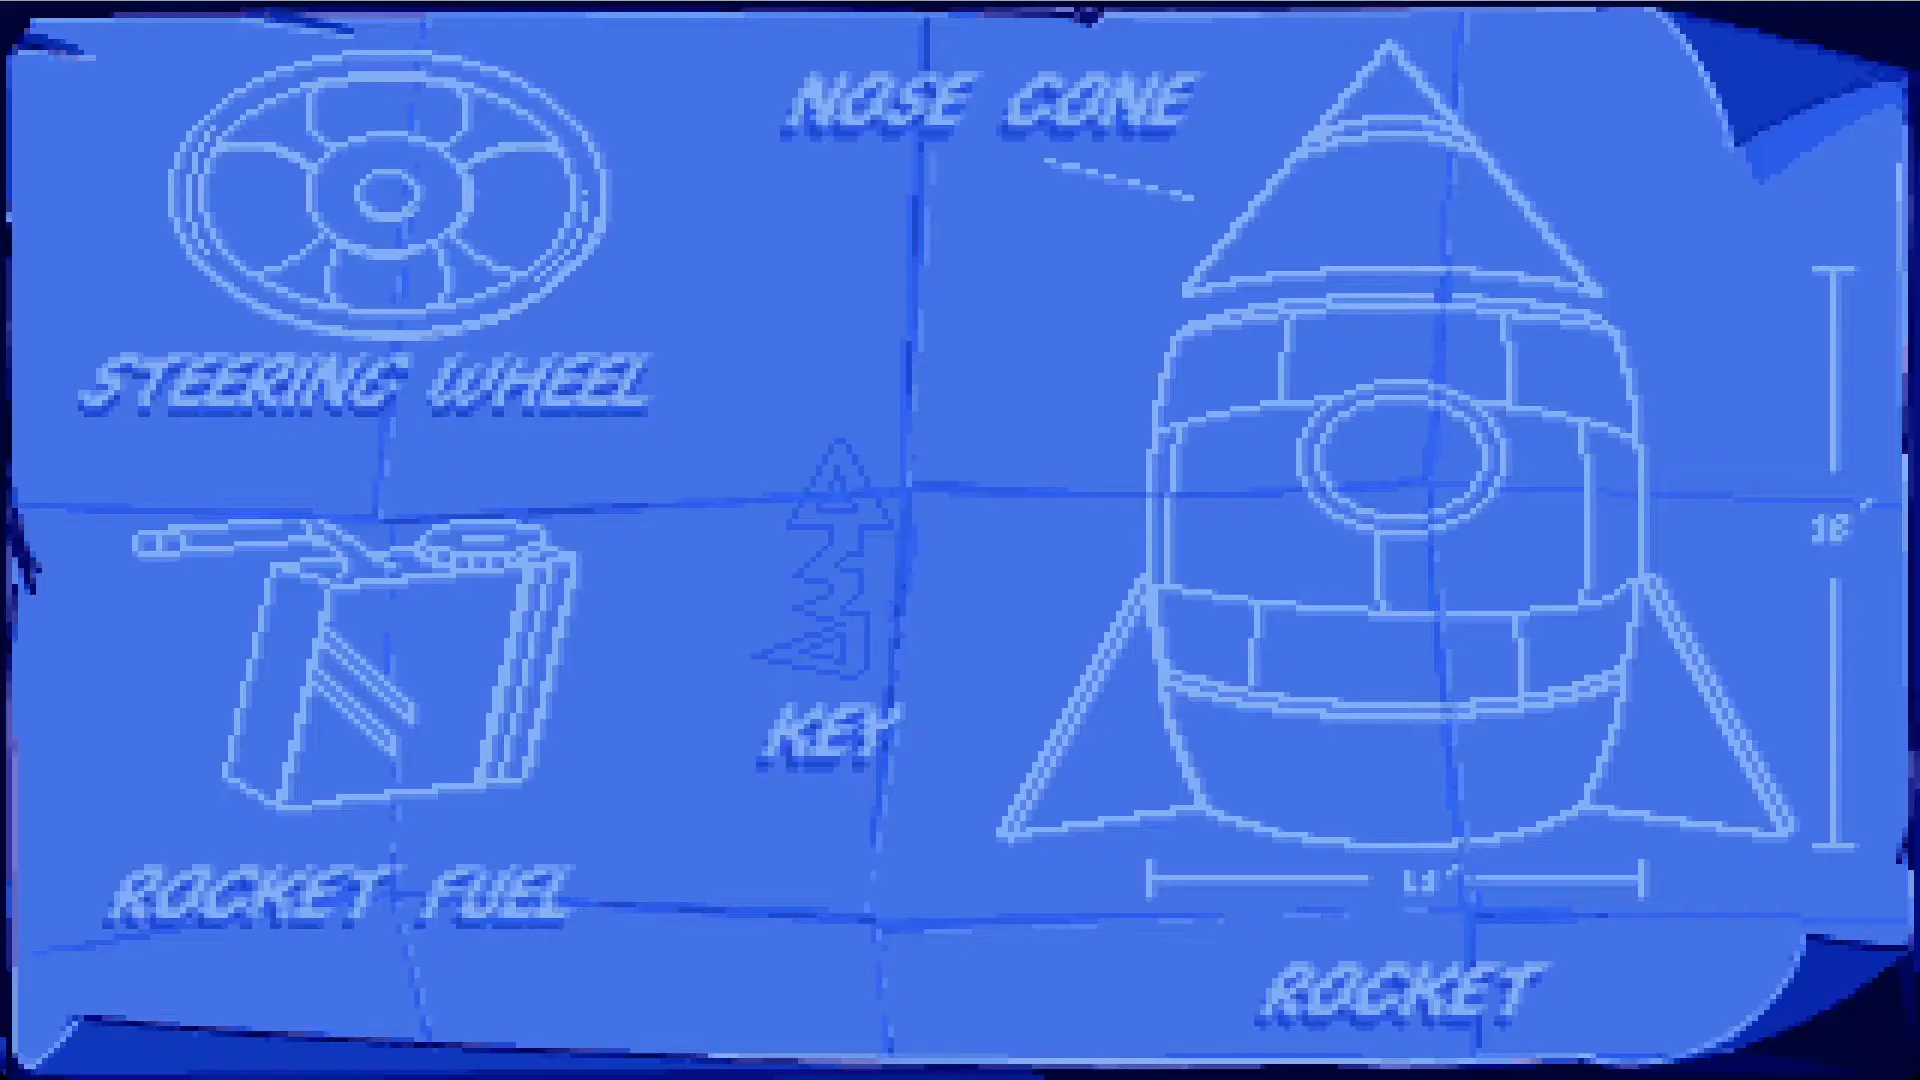 NOSE CONE
STEERING WHEEL
KEY
ROCKET FUEL
ROCKET